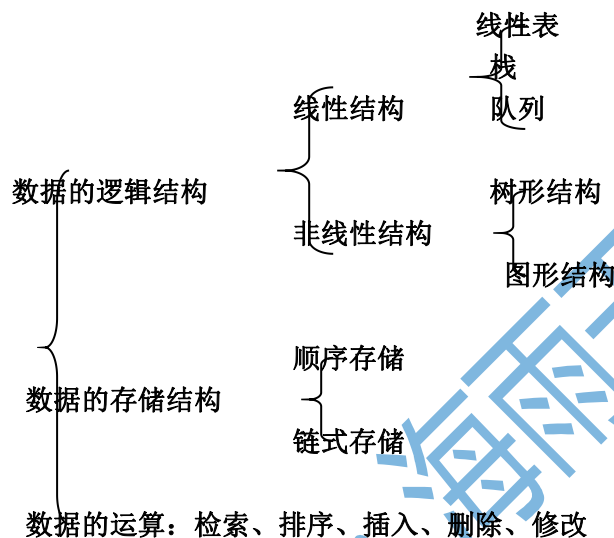 线性表
栈
线性结构
队列
数据的逻辑结构
树形结构
非线性结构
图形结构
顺序存储
数据的存储结构
链式存储
数据的运算：检索、排序、插入、删除、修改
海雨